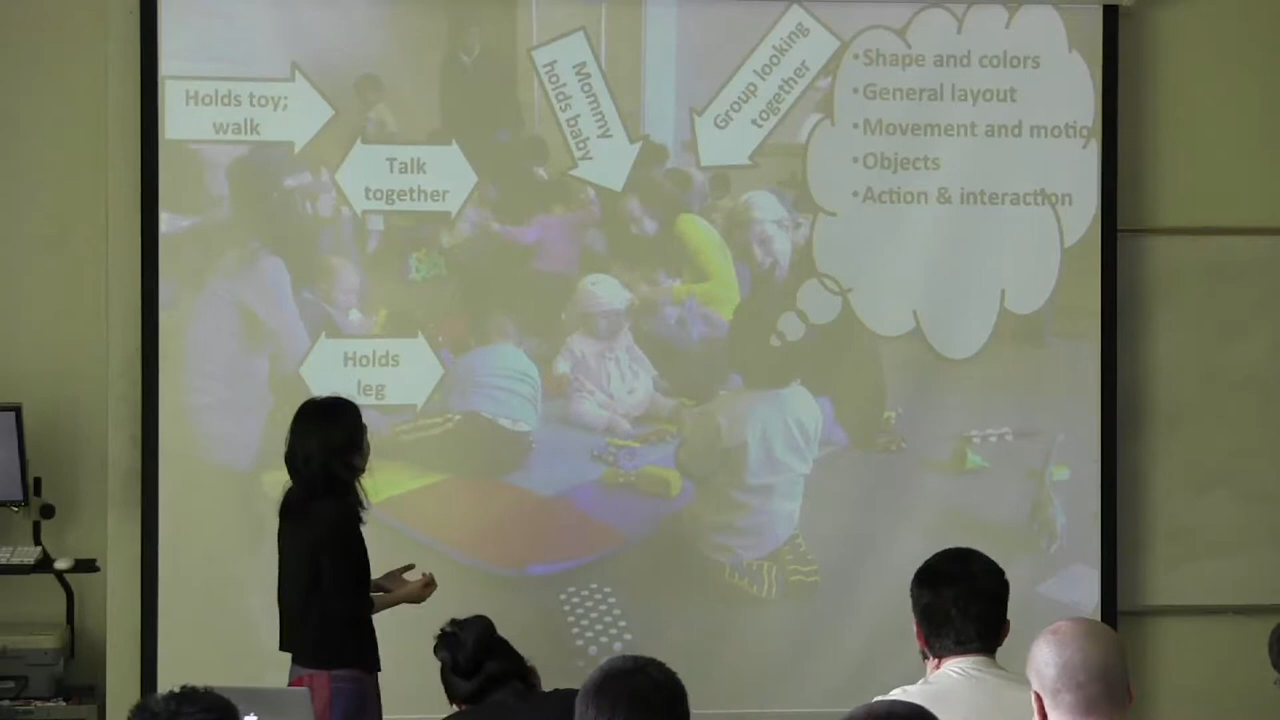 Holds toy;
walk
Talk
together
Mommy
holds baby
Group looking
together
•Shape and colors
•General layout
•Movement and motio
•Objects
•Action & interaction
Holds
leg